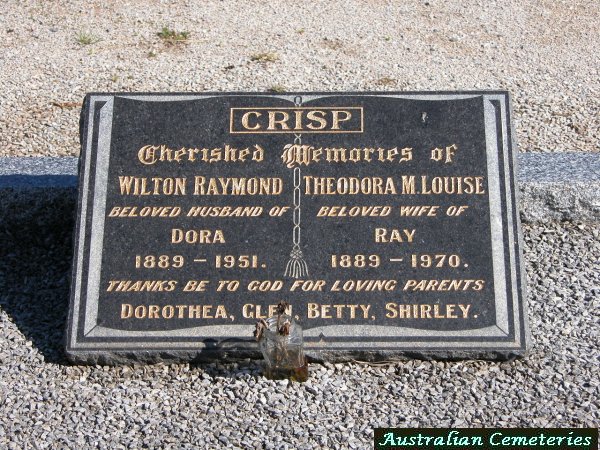 CRISP
Cherished Memories of
WILTON RAYMOND THEODORA M. LOUISE
BELOVED HUSBAND OF BELOVED WIFE OF
DORA RAY
1889 - 1951. 1889 - 1970.
THANKS BE TO GOD FOR LOVING PARENTS
DOROTHEA, GLEN, BETTY, SHIRLEY.
Australian Cemeteries